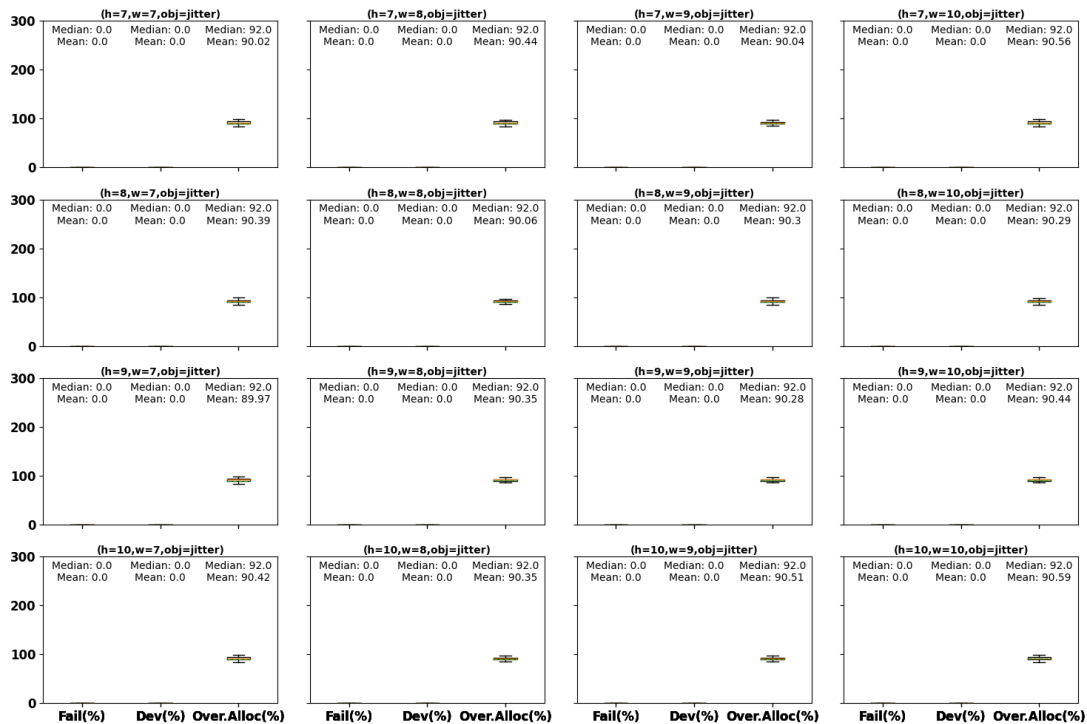 (h=7,w=7,obj=jitter) (h=7,w=8,obj=jitter) (h=7,w=9,obj=jitter) (h=7,w=10,obj=jitter)
300
Median: 0.0 Median: 0.0 Median: 92.0 Median: 0.0 Median: 0.0 Median: 92.0 Median: 0.0 Median: 0.0 Median: 92.0 Median: 0.0 Median: 0.0 Median: 92.0
Mean: 0.0 Mean: 0.0 Mean: 90.02 Mean: 0.0 Mean: 0.0 Mean: 90.44 Mean: 0.0 Mean: 0.0 Mean: 90.04 Mean: 0.0 Mean: 0.0 Mean: 90.56
200
100
0
(h=8,w=7,obj=jitter) (h=8,w=8,obj=jitter) (h=8,w=9,obj=jitter) (h=8,w=10,obj=jitter)
300
Median: 0.0 Median: 0.0 Median: 92.0 Median: 0.0 Median: 0.0 Median: 92.0 Median: 0.0 Median: 0.0 Median: 92.0 Median: 0.0 Median: 0.0 Median: 92.0
Mean: 0.0 Mean: 0.0 Mean: 90.39 Mean: 0.0 Mean: 0.0 Mean: 90.06 Mean: 0.0 Mean: 0.0 Mean: 90.3 Mean: 0.0 Mean: 0.0 Mean: 90.29
200
100
0
(h=9,w=7,obj=jitter) (h=9,w=8,obj=jitter) (h=9,w=9,obj=jitter) (h=9,w=10,obj=jitter)
300
Median: 0.0 Median: 0.0 Median: 92.0 Median: 0.0 Median: 0.0 Median: 92.0 Median: 0.0 Median: 0.0 Median: 92.0 Median: 0.0 Median: 0.0 Median: 92.0
Mean: 0.0 Mean: 0.0 Mean: 89.97 Mean: 0.0 Mean: 0.0 Mean: 90.35 Mean: 0.0 Mean: 0.0 Mean: 90.28 Mean: 0.0 Mean: 0.0 Mean: 90.44
200
100
0
(h=10,w=7,obj=jitter) (h=10,w=8,obj=jitter) (h=10,w=9,obj=jitter) (h=10,w=10,obj=jitter)
300
Median: 0.0 Median: 0.0 Median: 92.0 Median: 0.0 Median: 0.0 Median: 92.0 Median: 0.0 Median: 0.0 Median: 92.0 Median: 0.0 Median: 0.0 Median: 92.0
Mean: 0.0 Mean: 0.0 Mean: 90.42 Mean: 0.0 Mean: 0.0 Mean: 90.35 Mean: 0.0 Mean: 0.0 Mean: 90.51 Mean: 0.0 Mean: 0.0 Mean: 90.59
200
100
0
Fail(%) Dev(%) Over.Alloc(%) Fail(%) Dev(%) Over.Alloc(%) Fail(%) Dev(%) Over.Alloc(%) Fail(%) Dev(%) Over.Alloc(%)